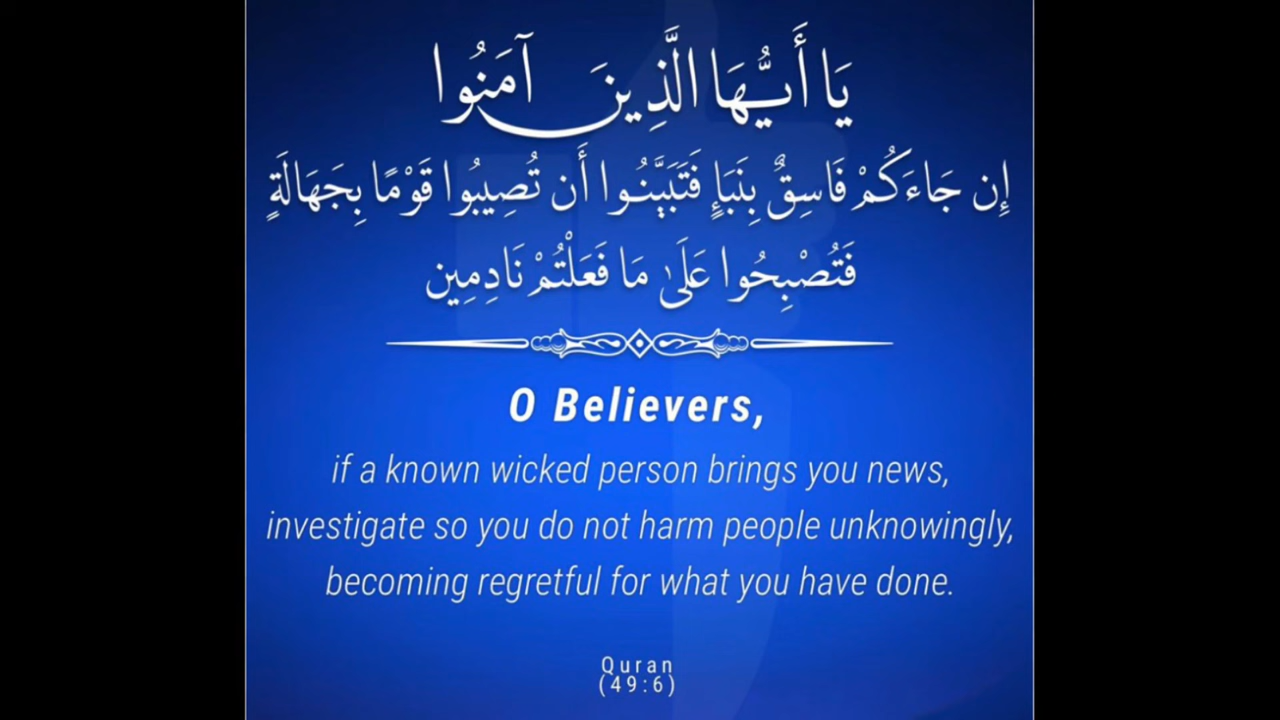 يَا أَيُّهَا الَّذِينَ آمَنُوا
إِن جَاءَكُمْ فَاسِقٌ بِنَبَإٍ فَتَبَيَّنُوا أَن تُصِيبُوا قَوْمًا بِجَهَالَةٍ
فَتُصْبِحُوا عَلَىٰ مَا فَعَلْتُمْ نَادِمِين
O Believers,
if a known wicked person brings you news,
investigate so you do not harm people unknowingly,
becoming regretful for what you have done.
Quran
(49:6)